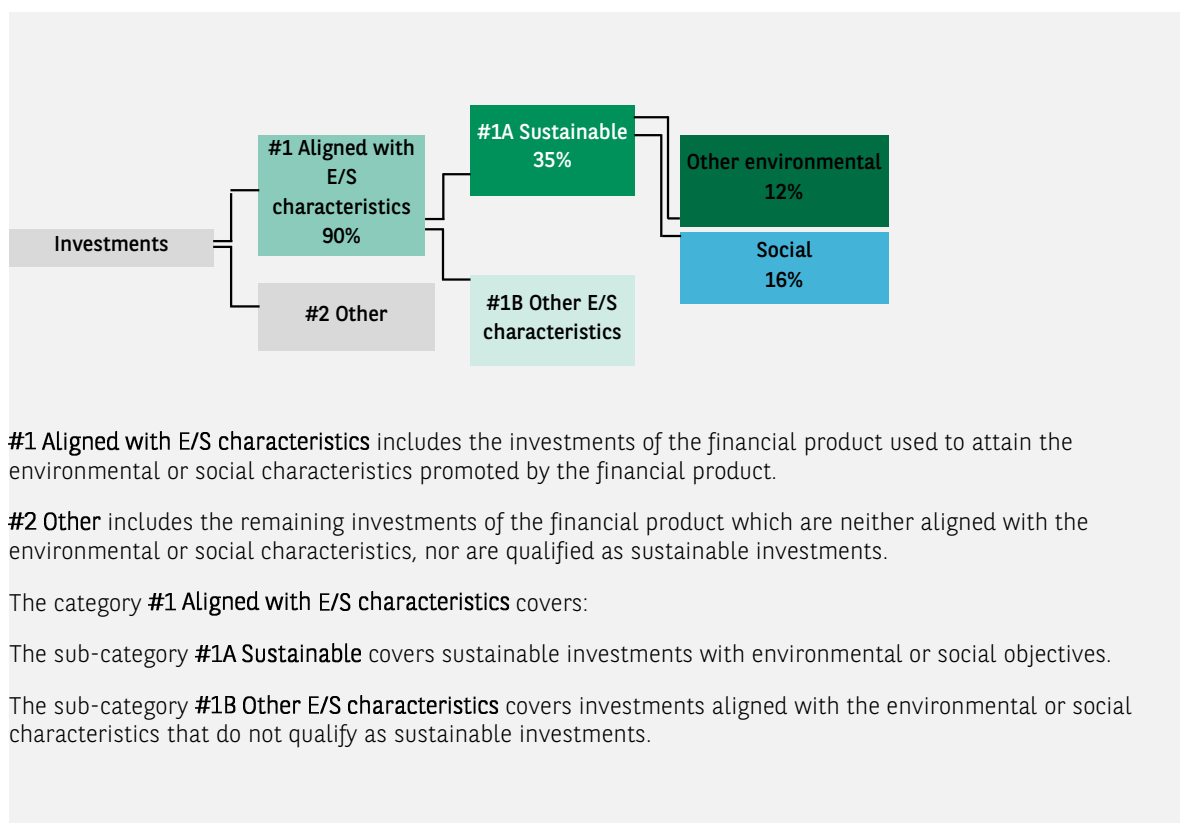 Investments
#1 Aligned with
E/S
characteristics
90%
#2 Other
#1A Sustainable
35%
#1B Other E/S
characteristics
Other environmental
12%
Social
16%
#1 Aligned with E/S characteristics includes the investments of the financial product used to attain the
environmental or social characteristics promoted by the financial product.
#2 Other includes the remaining investments of the financial product which are neither aligned with the
environmental or social characteristics, nor are qualified as sustainable investments.
The category #1 Aligned with E/S characteristics covers:
The sub-category #1A Sustainable covers sustainable investments with environmental or social objectives.
The sub-category #1B Other E/S characteristics covers investments aligned with the environmental or social
characteristics that do not qualify as sustainable investments.